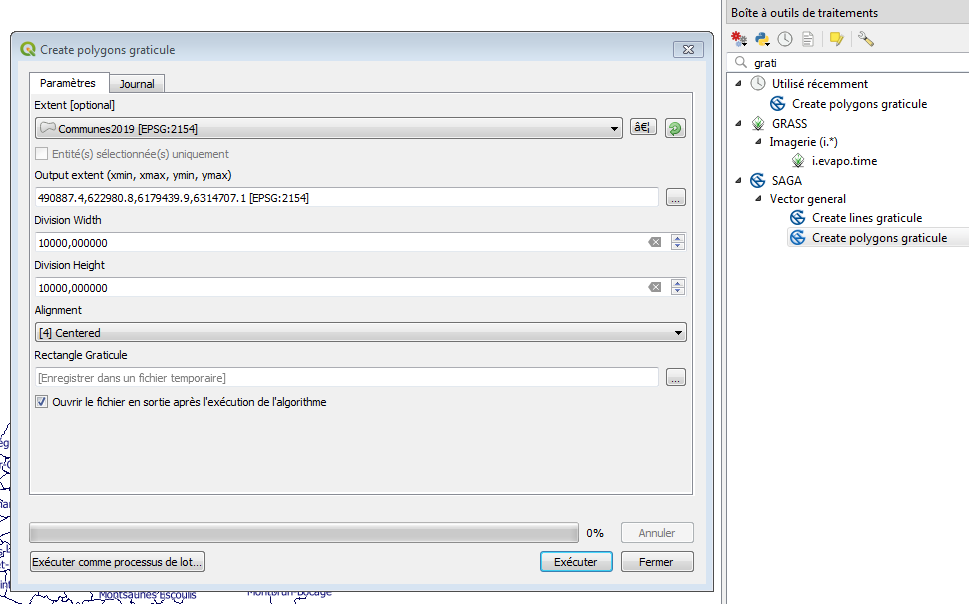 Create polygons graticule
Paramètres
Journal
Extent [optional]
Communes2019 [EPSG:2154]
â€¦
Entité(s) sélectionnée(s) uniquement
Output extent (xmin, xmax, ymin, ymax)
490887.4,622980.8,6179439.9,6314707.1 [EPSG:2154]
...
Division Width
10000,000000
Division Height
10000,000000
Alignment
[4] Centered
Rectangle Graticule
[Enregistrer dans un fichier temporaire]
...
Ouvrir le fichier en sortie après l'exécution de l'algorithme
0%
Annuler
Exécuter comme processus de lot...
Exécuter
Fermer
Boîte à outils de traitements
grati
Utilisé récemment
Create polygons graticule
GRASS
Imagerie (i.*)
i.evapo.time
SAGA
Vector general
Create lines graticule
Create polygons graticule